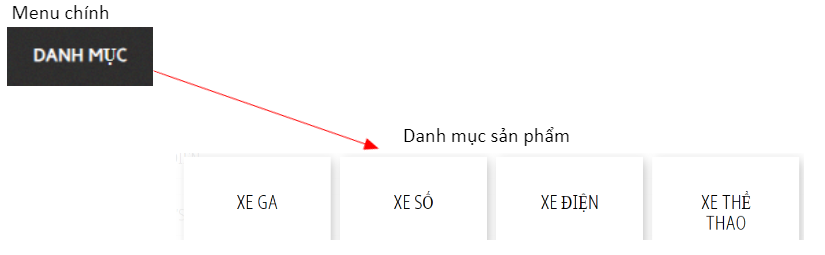 Menu chính
DANH MỤC
Danh mục sản phẩm
XE GA
XE SỐ
XE ĐIỆN
XE THỂ
THAO